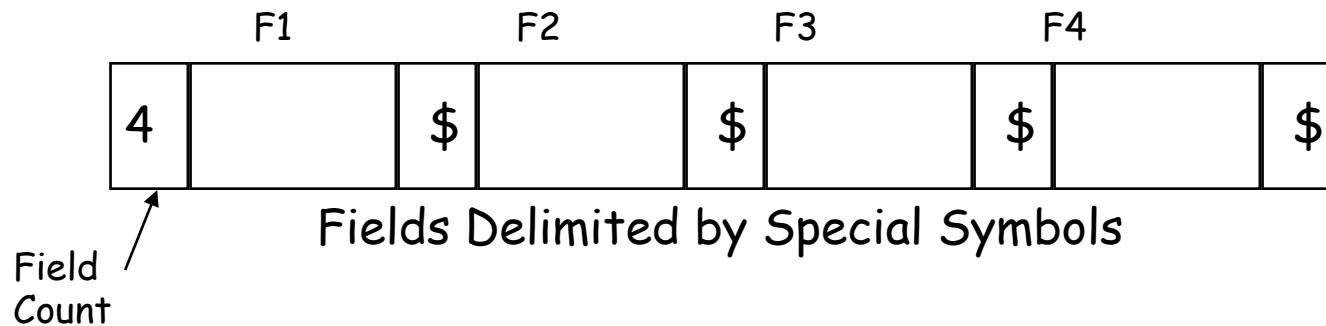 F1 F2 F3 F4
4 $ $ $ $
Fields Delimited by Special Symbols
Field
Count